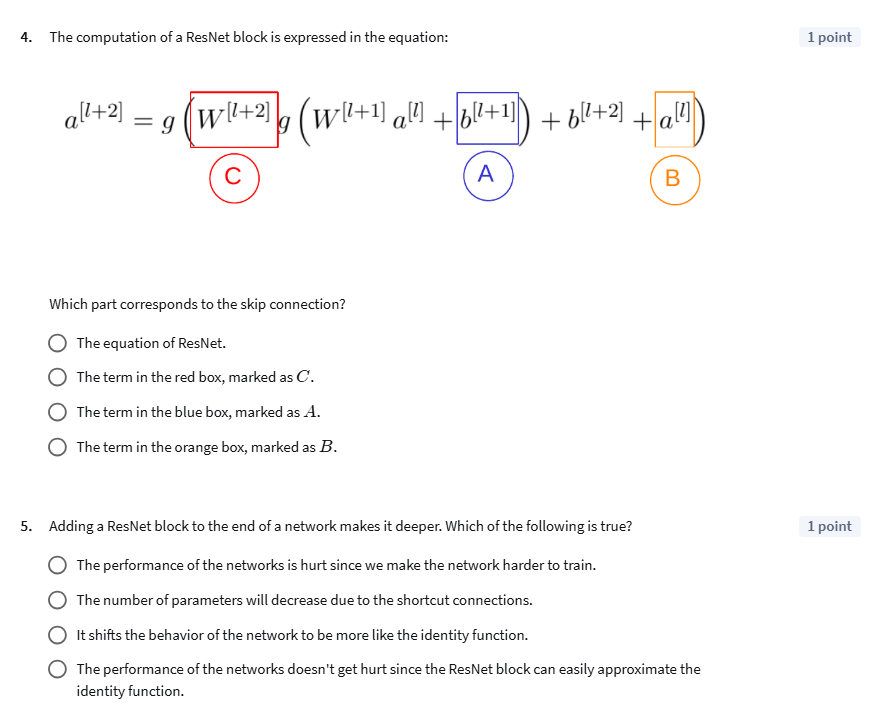 4. The computation of a ResNet block is expressed in the equation: 1 point
a[l+2] = g (W[l+2] g (W[l+1] a[l] + b[l+1]) + b[l+2] + a[l])
C A B
Which part corresponds to the skip connection?
The equation of ResNet.
The term in the red box, marked as C.
The term in the blue box, marked as A.
The term in the orange box, marked as B.
5. Adding a ResNet block to the end of a network makes it deeper. Which of the following is true? 1 point
The performance of the networks is hurt since we make the network harder to train.
The number of parameters will decrease due to the shortcut connections.
It shifts the behavior of the network to be more like the identity function.
The performance of the networks doesn't get hurt since the ResNet block can easily approximate the
identity function.